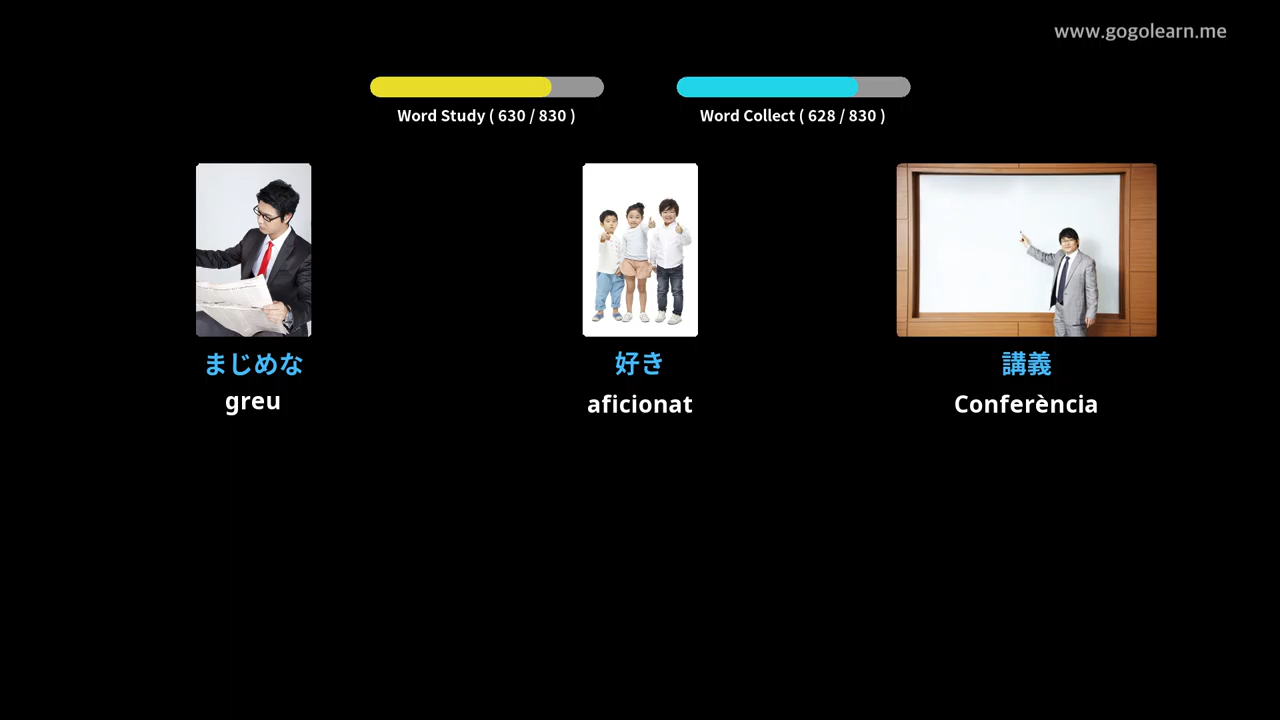 www.gogolearn.me
Word Study ( 630 / 830 )
Word Collect ( 628 / 830 )
まじめな
greu
好き
aficionat
講義
Conferència